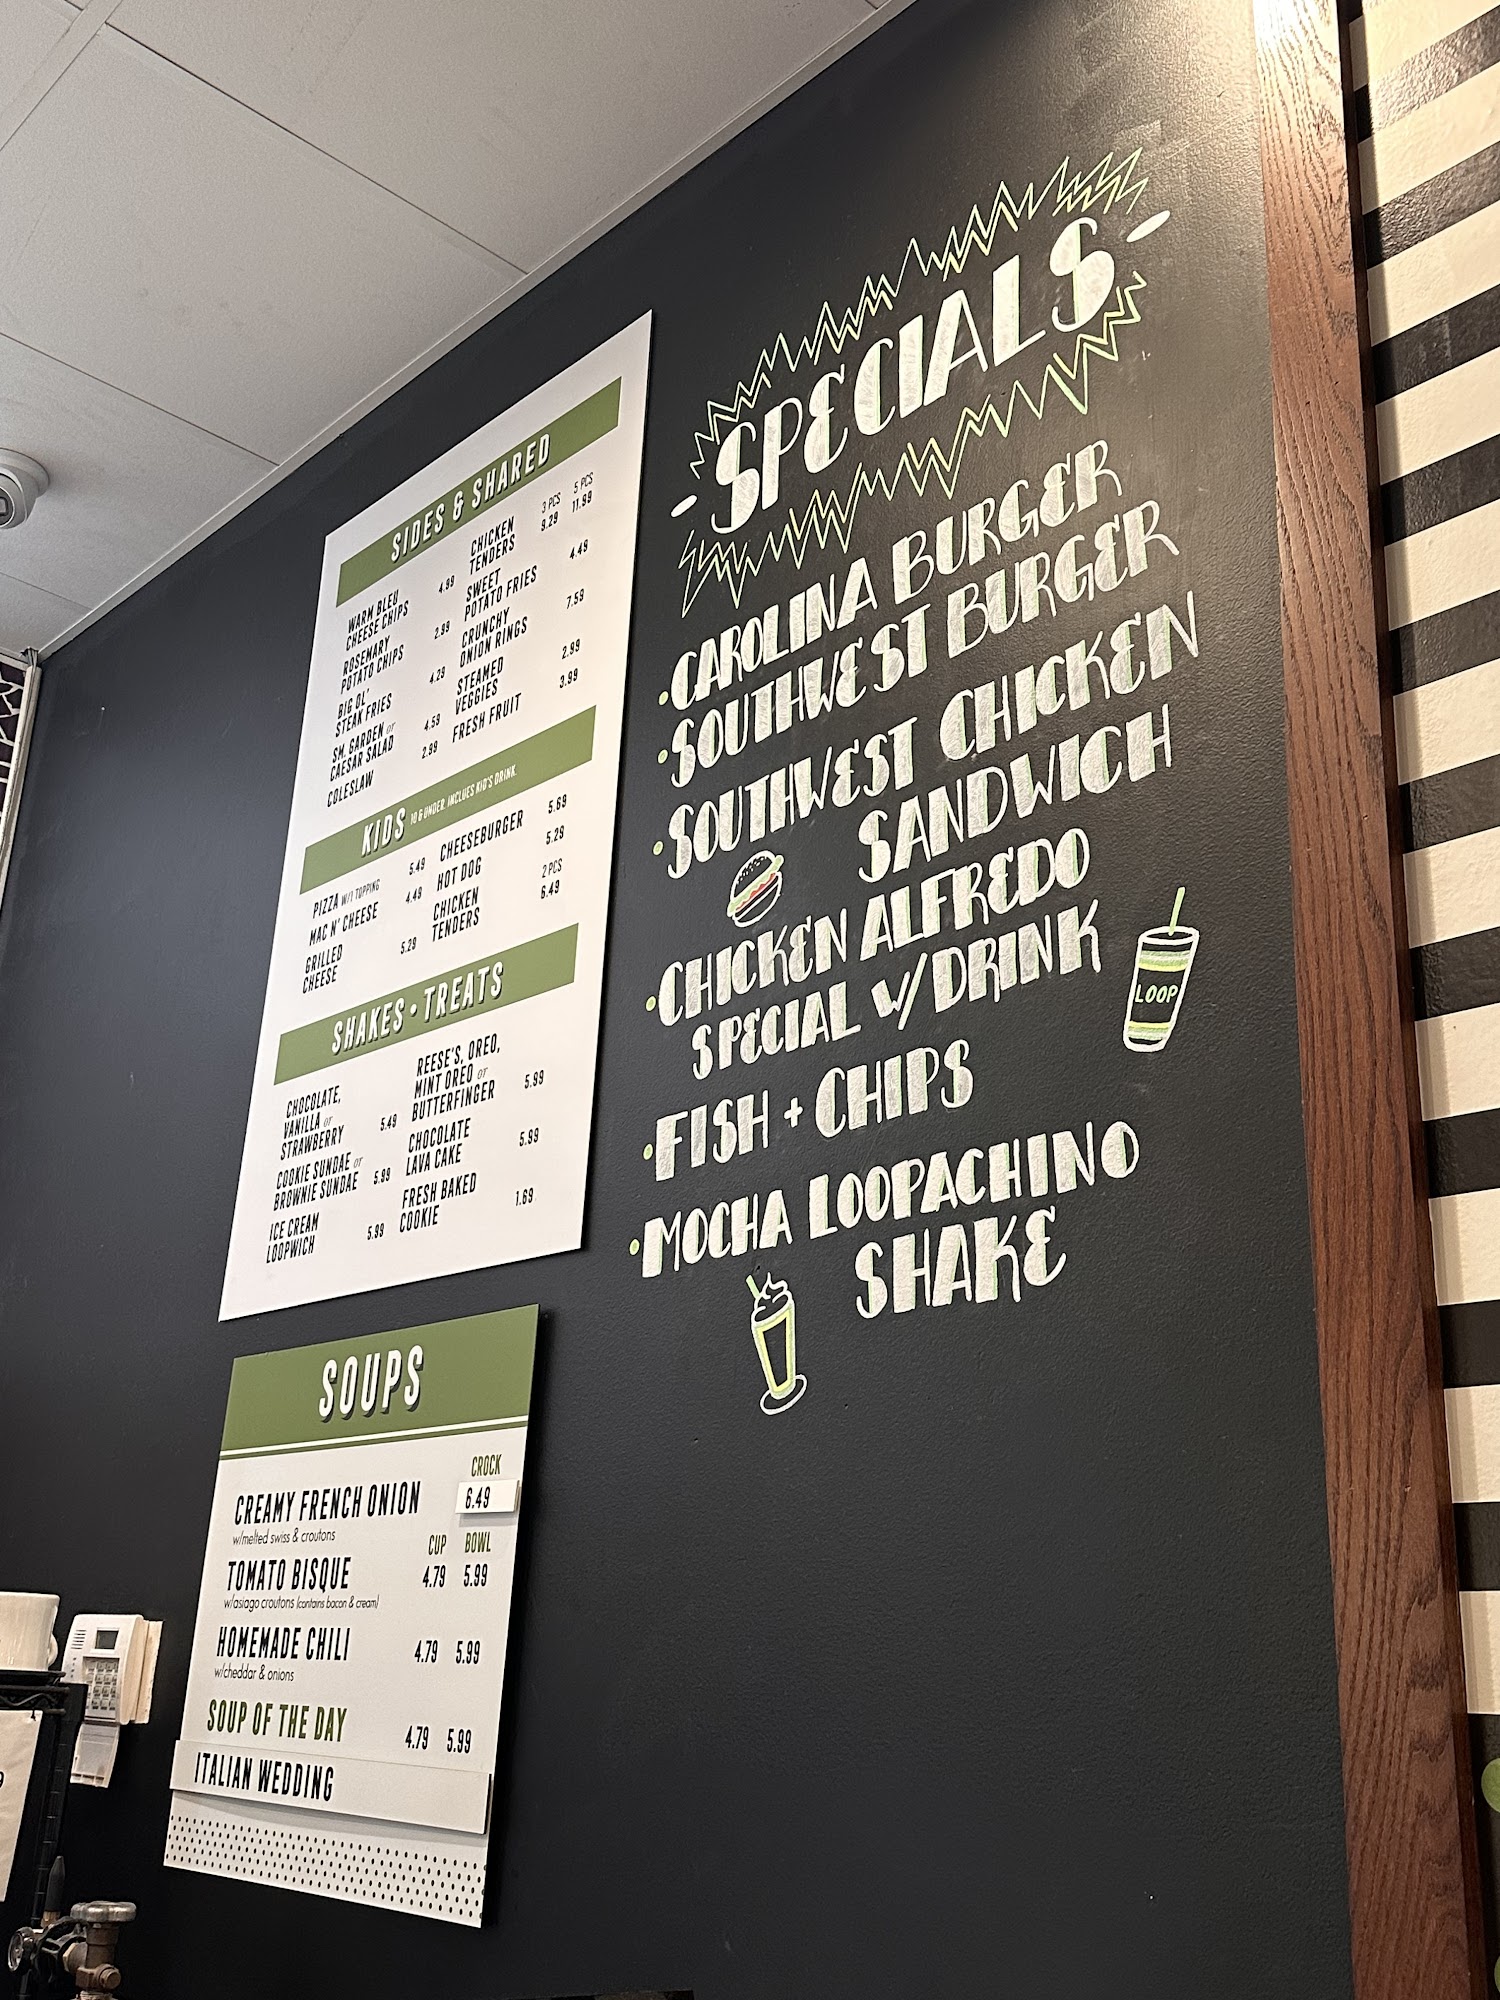 SIDES & SHARED
WARM BLEU
CHEESE CHIPS 4.99
ROSEMARY
POTATO CHIPS 2.99
BIG OL'
STEAK FRIES 4.29
SM. GARDEN or
CAESAR SALAD 4.59
COLESLAW 2.99
3 PCS 5 PCS
CHICKEN
TENDERS 9.29 11.99
SWEET
POTATO FRIES 4.49
CRUNCHY
ONION RINGS 7.59
STEAMED
VEGGIES 2.99
FRESH FRUIT 3.99
KIDS 10 & UNDER. INCLUES KID'S DRINK.
PIZZA W/1 TOPPING 5.49
MAC N' CHEESE 4.49
GRILLED
CHEESE 5.29
CHEESEBURGER 5.69
HOT DOG 5.29
2 PCS
CHICKEN
TENDERS 6.49
SHAKES • TREATS
CHOCOLATE,
VANILLA or
STRAWBERRY 5.49
COOKIE SUNDAE or
BROWNIE SUNDAE 5.99
ICE CREAM
LOOPWICH 5.99
REESE'S, OREO,
MINT OREO or
BUTTERFINGER 5.99
CHOCOLATE
LAVA CAKE 5.99
FRESH BAKED
COOKIE 1.69
SOUPS
CROCK
CREAMY FRENCH ONION 6.49
w/melted swiss & croutons
CUP BOWL
TOMATO BISQUE 4.79 5.99
w/asiago croutons (contains bacon & cream)
HOMEMADE CHILI 4.79 5.99
w/cheddar & onions
SOUP OF THE DAY 4.79 5.99
ITALIAN WEDDING
- SPECIALS -
• CAROLINA BURGER
• SOUTHWEST BURGER
• SOUTHWEST CHICKEN
SANDWICH
• CHICKEN ALFREDO
SPECIAL W/ DRINK
LOOP
• FISH + CHIPS
• MOCHA LOOPACHINO
SHAKE